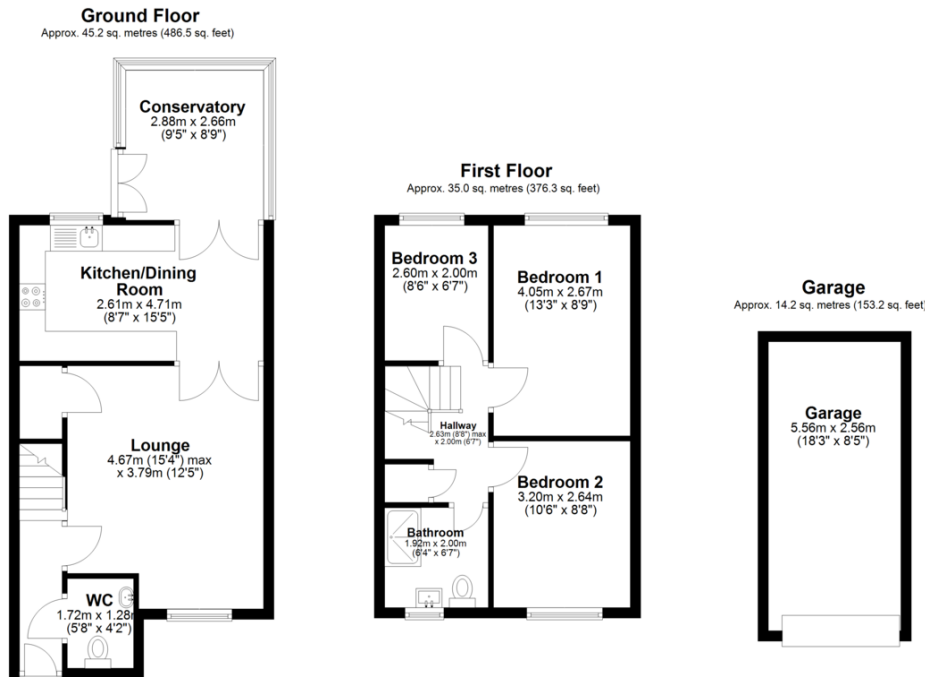 Ground Floor
Approx. 45.2 sq. metres (486.5 sq. feet)
Conservatory
2.88m x 2.66m
(9'5" x 8'9")
Kitchen/Dining
Room
2.61m x 4.71m
(8'7" x 15'5")
Lounge
4.67m (15'4") max
x 3.79m (12'5")
WC
1.72m x 1.28m
(5'8" x 4'2")
First Floor
Approx. 35.0 sq. metres (376.3 sq. feet)
Bedroom 3
2.60m x 2.00m
(8'6" x 6'7")
Bedroom 1
4.05m x 2.67m
(13'3" x 8'9")
Hallway
2.63m (8'8") max
x 2.00m (6'7")
Bedroom 2
3.20m x 2.64m
(10'6" x 8'8")
Bathroom
1.92m x 2.00m
(6'4" x 6'7")
Garage
Approx. 14.2 sq. metres (153.2 sq. feet)
Garage
5.56m x 2.56m
(18'3" x 8'5")